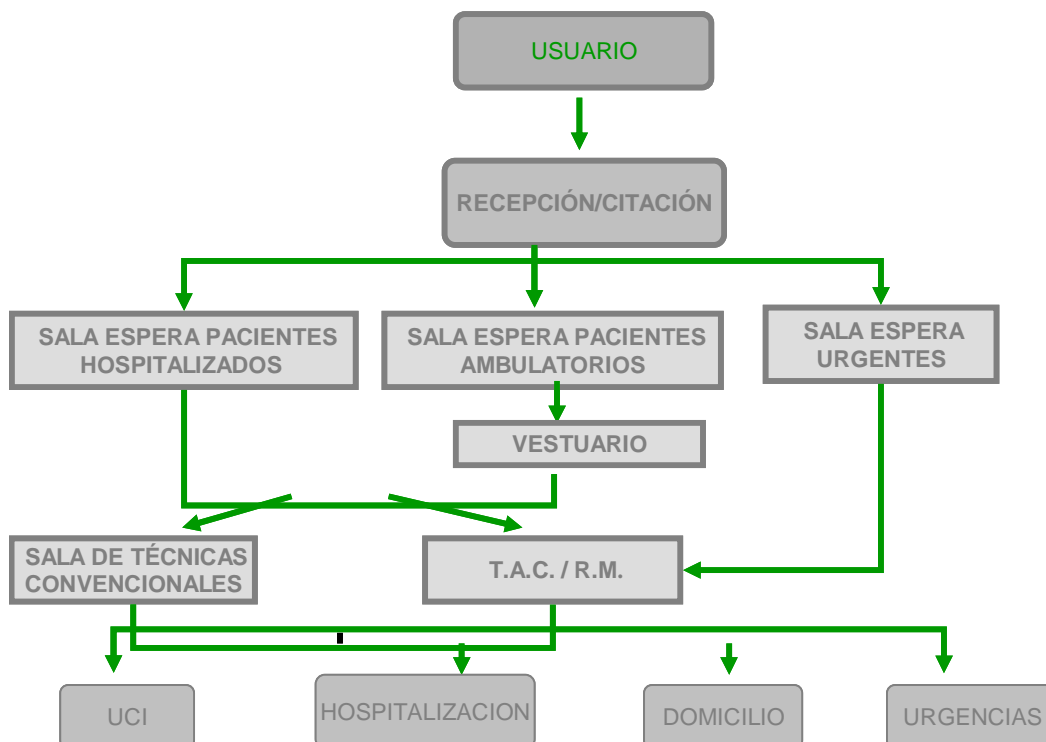 USUARIO
RECEPCIÓN/CITACIÓN
SALA ESPERA PACIENTES
HOSPITALIZADOS
SALA ESPERA PACIENTES
AMBULATORIOS
SALA ESPERA
URGENTES
VESTUARIO
SALA DE TÉCNICAS
CONVENCIONALES
T.A.C. / R.M.
UCI
HOSPITALIZACION
DOMICILIO
URGENCIAS